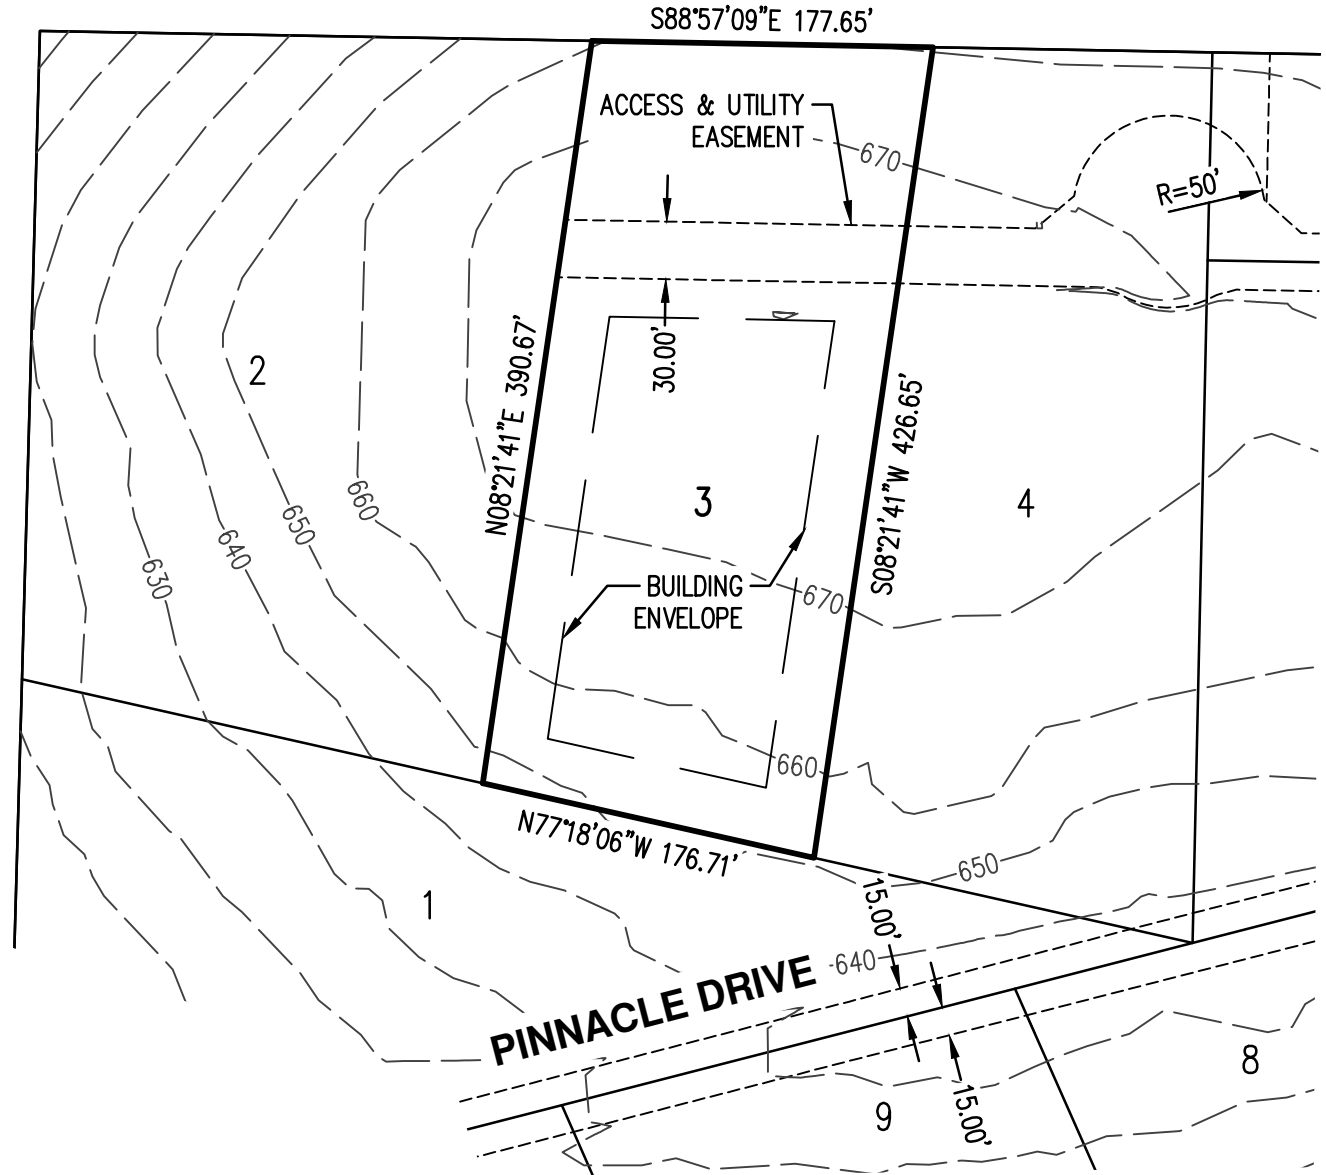 S88°57'09"E 177.65'
ACCESS & UTILITY
EASEMENT
670
R=50'
30.00'
N08°21'41"E 390.67'
S08°21'41"W 426.65'
2
3
4
660
650
640
630
BUILDING
ENVELOPE
670
660
N77°18'06"W 176.71'
650
1
15.00'
640
PINNACLE DRIVE
8
9
15.00'